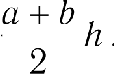 a + b
h .
2